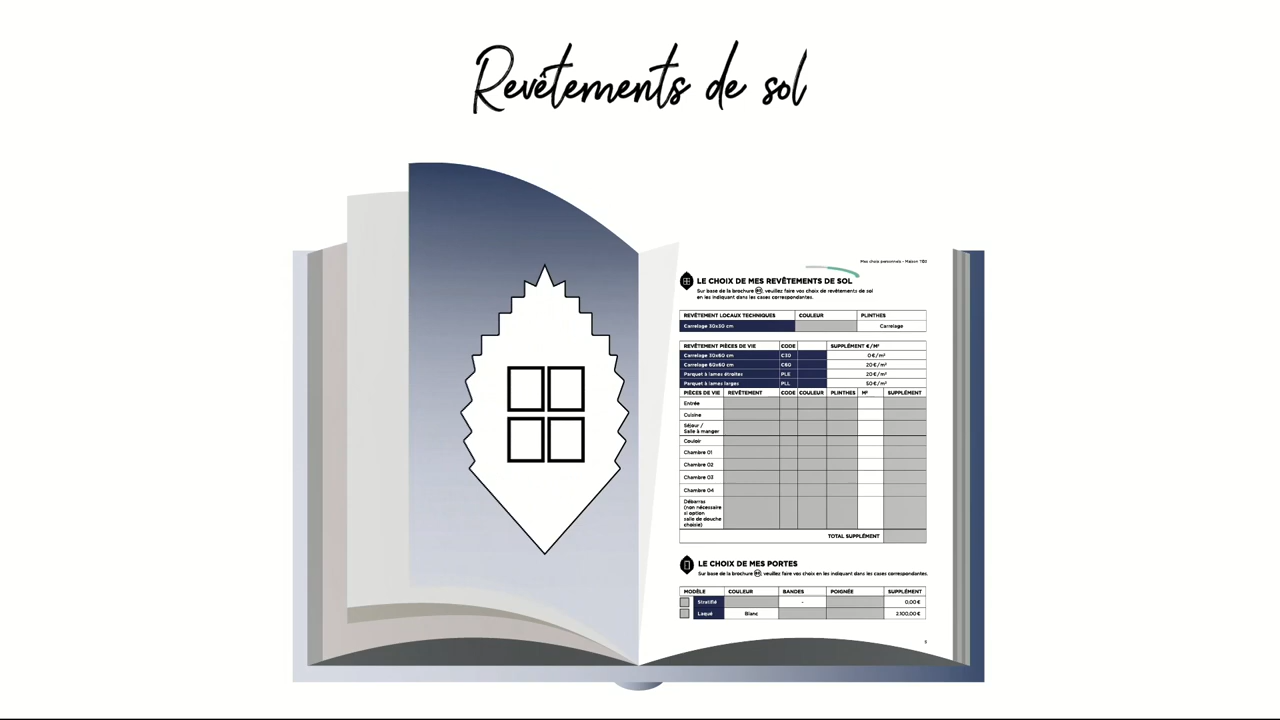 Revêtements de sol
Mes choix personnels - Maison 7160
LE CHOIX DE MES REVÊTEMENTS DE SOL
Sur base de la brochure, veuillez faire vos choix de revêtements de sol
en les indiquant dans les cases correspondantes.
REVÊTEMENT LOCAUX TECHNIQUES COULEUR PLINTHES
Carrelage 30x30 cm Carrelage
REVÊTEMENT PIÈCES DE VIE CODE SUPPLÉMENT €/M²
Carrelage 30x60 cm C30 0€/m²
Carrelage 60x60 cm C60 20€/m²
Parquet à lames étroites PLE 20€/m²
Parquet à lames larges PLL 50€/m²
PIÈCES DE VIE REVÊTEMENT CODE COULEUR PLINTHES M² SUPPLÉMENT
Entrée
Cuisine
Séjour /
Salle à manger
Couloir
Chambre 01
Chambre 02
Chambre 03
Chambre 04
Débarras
(non nécessaire
si option
salle de douche
choisie)
TOTAL SUPPLÉMENT
LE CHOIX DE MES PORTES
Sur base de la brochure, veuillez faire vos choix en les indiquant dans les cases correspondantes.
MODÈLE COULEUR BANDES POIGNÉE SUPPLÉMENT
Stratifié - 0,00€
Laqué Blanc 2.100,00€